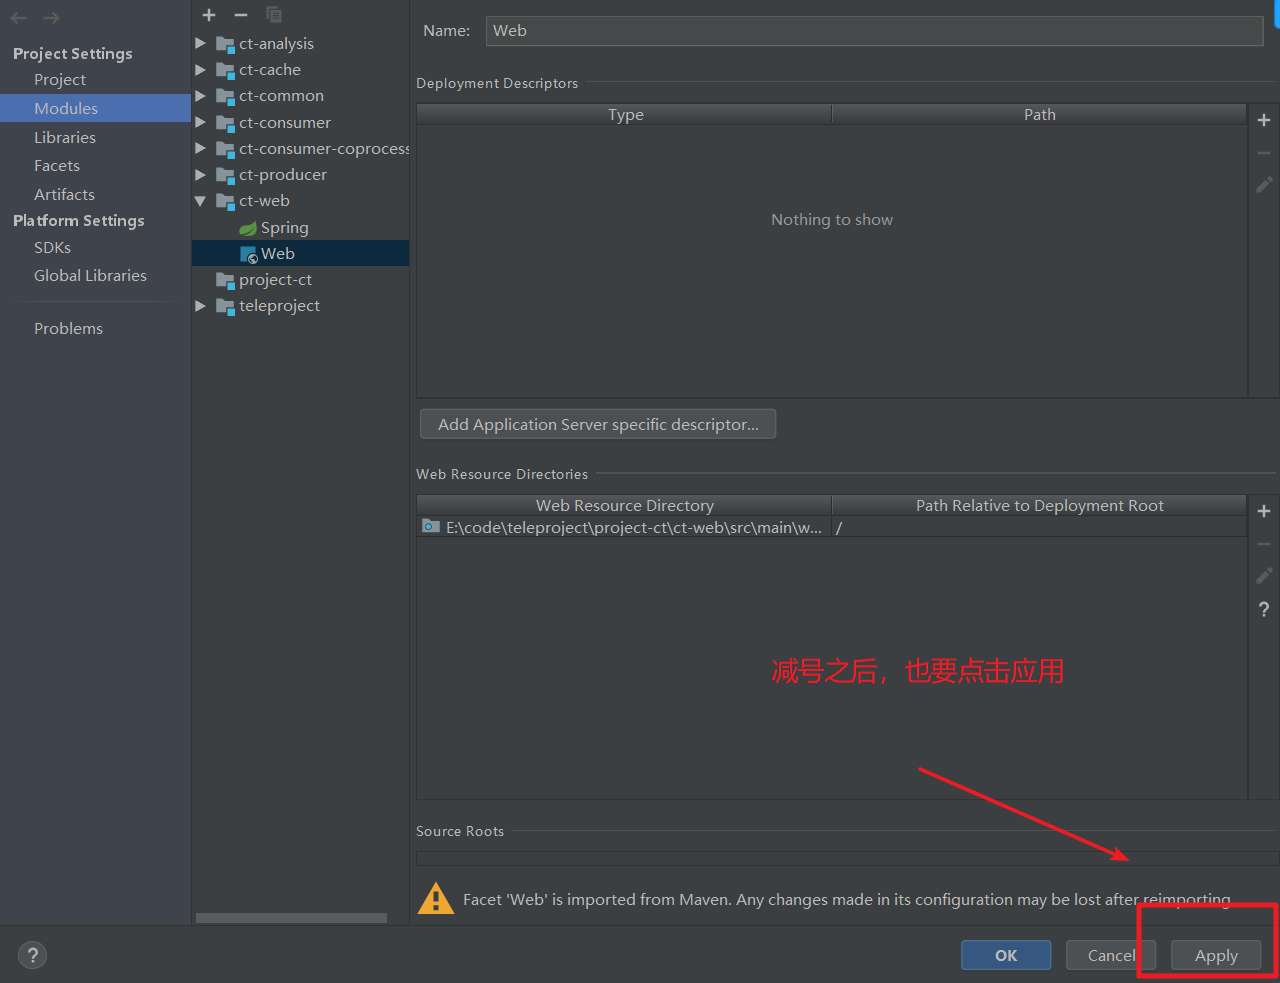 Project Settings
Project
Modules
Libraries
Facets
Artifacts
Platform Settings
SDKs
Global Libraries
Problems
ct-analysis
ct-cache
ct-common
ct-consumer
ct-consumer-coprocess
ct-producer
ct-web
Spring
Web
project-ct
teleproject
Name: Web
Deployment Descriptors
Type Path
Nothing to show
Add Application Server specific descriptor...
Web Resource Directories
Web Resource Directory Path Relative to Deployment Root
E:\code\teleproject\project-ct\ct-web\src\main\w... /
?
减号之后，也要点击应用
Source Roots
Facet 'Web' is imported from Maven. Any changes made in its configuration may be lost after reimporting
? OK Cancel Apply